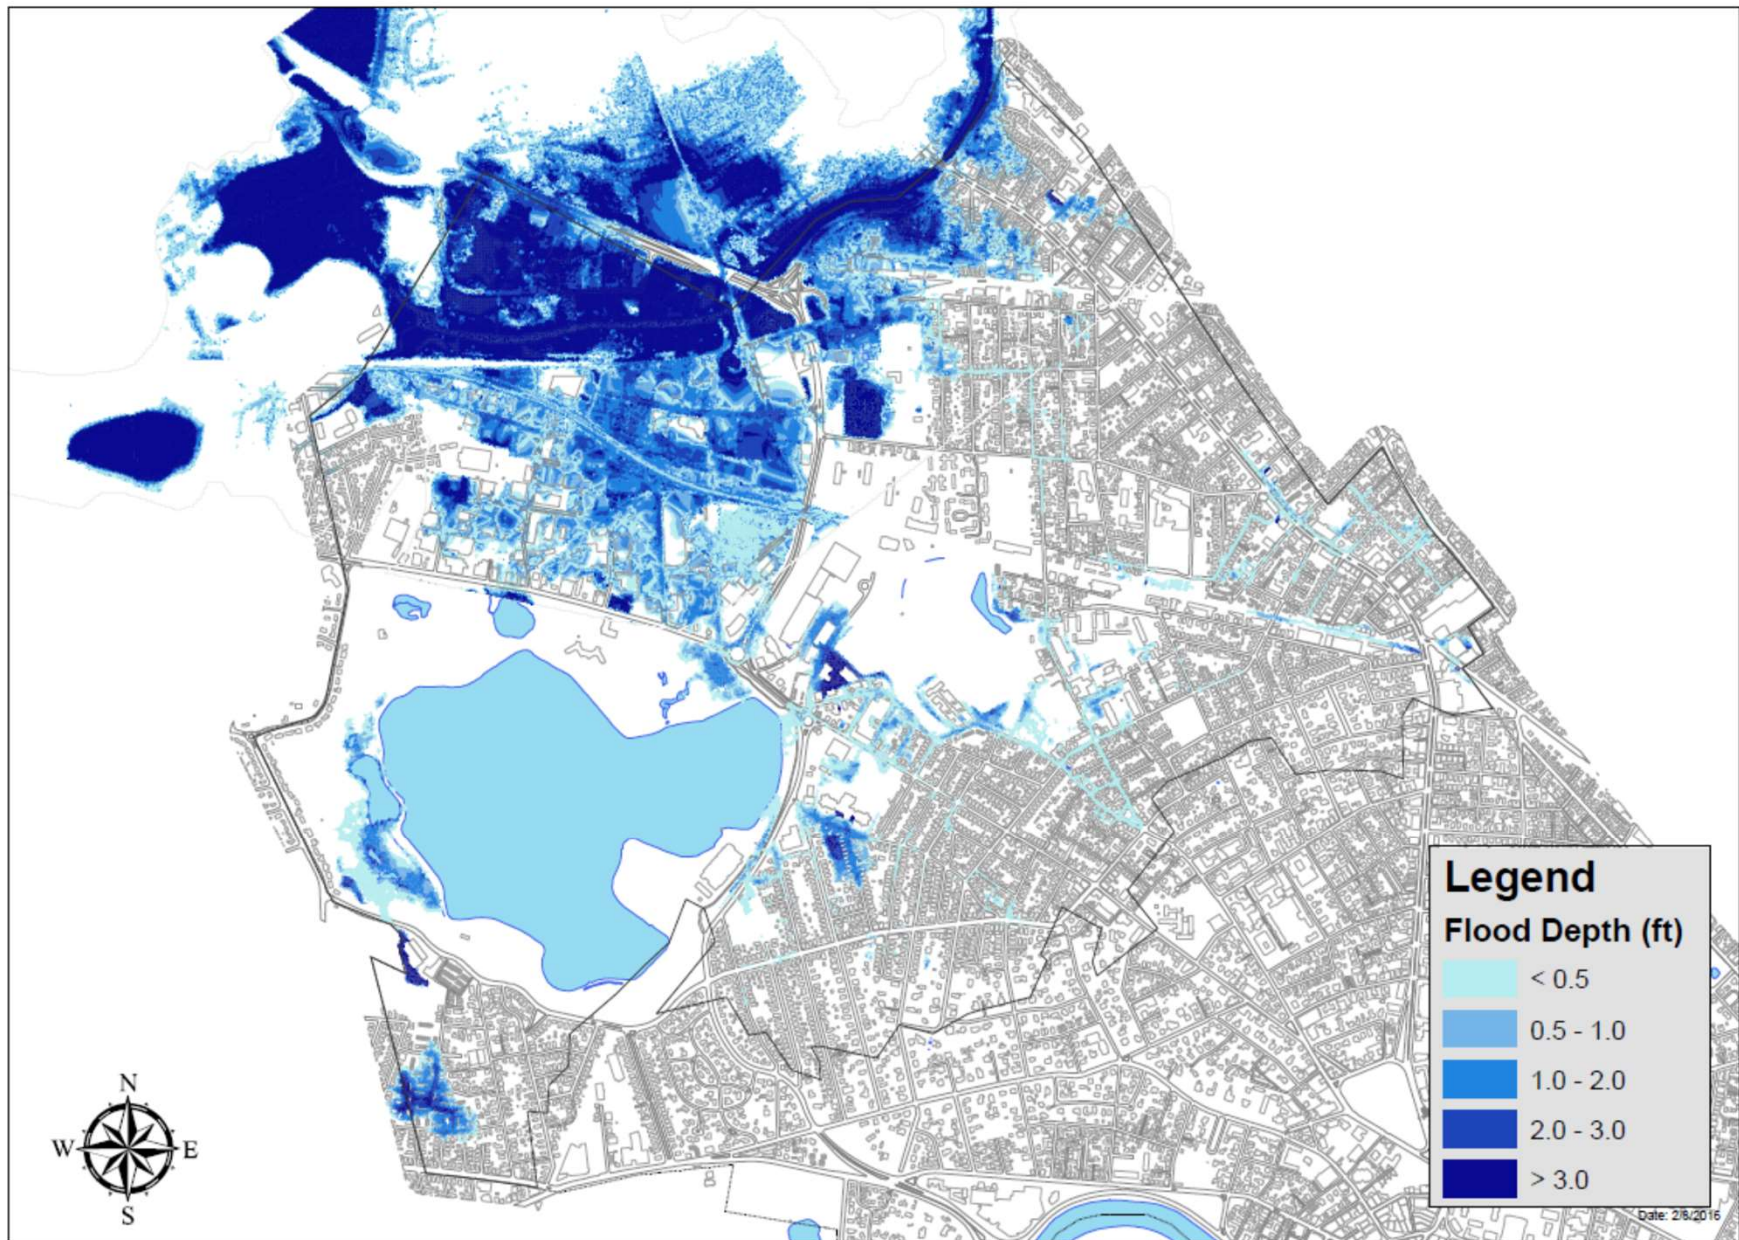 Legend
Flood Depth (ft)
< 0.5
0.5 - 1.0
1.0 - 2.0
2.0 - 3.0
> 3.0
N
W E
S
Date: 2/8/2016